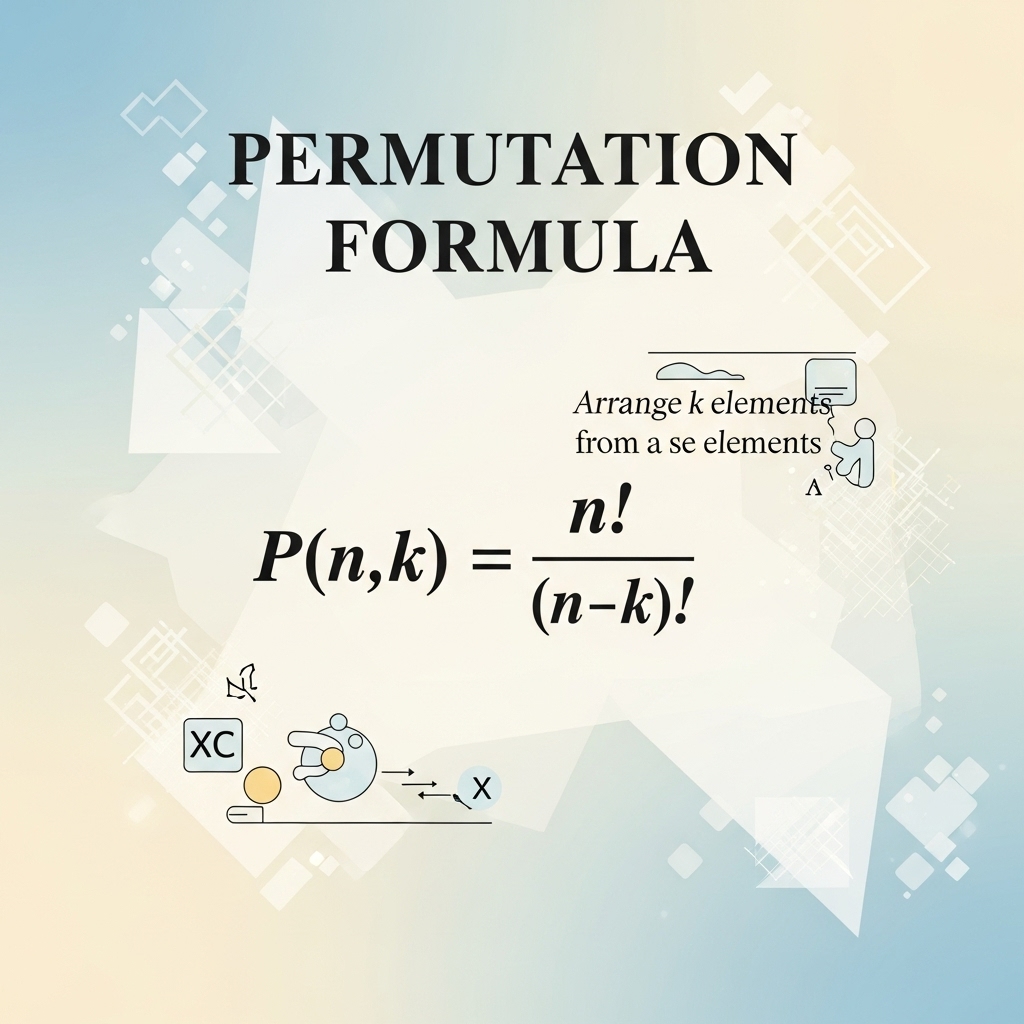 PERMUTATION
FORMULA
Arrange k elements
from a se elements
Λ
P(n,k) = n!
(n−k)!
XC
X